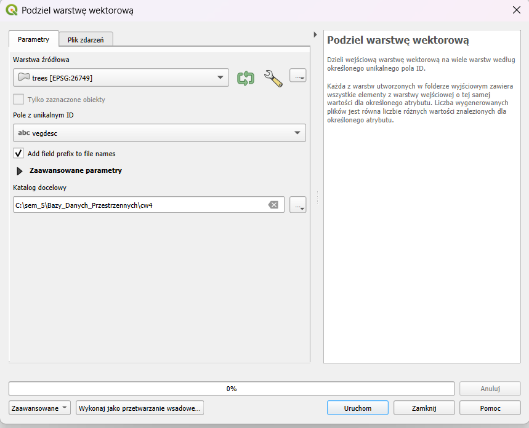 Podziel warstwę wektorową
Parametry
Plik zdarzeń
Warstwa źródłowa
trees [EPSG:26749]
...
Tylko zaznaczone obiekty
Pole z unikalnym ID
abc vegdesc
Add field prefix to file names
Zaawansowane parametry
Katalog docelowy
C:\sem_5\Bazy_Danych_Przestrzennych\cw4
...
Podziel warstwę wektorową
Dzieli wejściową warstwę wektorową na wiele warstw według
określonego unikalnego pola ID.
Każda z warstw utworzonych w folderze wyjściowym zawiera
wszystkie elementy z warstwy wejściowej o tej samej
wartości dla określonego atrybutu. Liczba wygenerowanych
plików jest równa liczbie różnych wartości znalezionych dla
określonego atrybutu.
0%
Anuluj
Zaawansowane
Wykonaj jako przetwarzanie wsadowe...
Uruchom
Zamknij
Pomoc